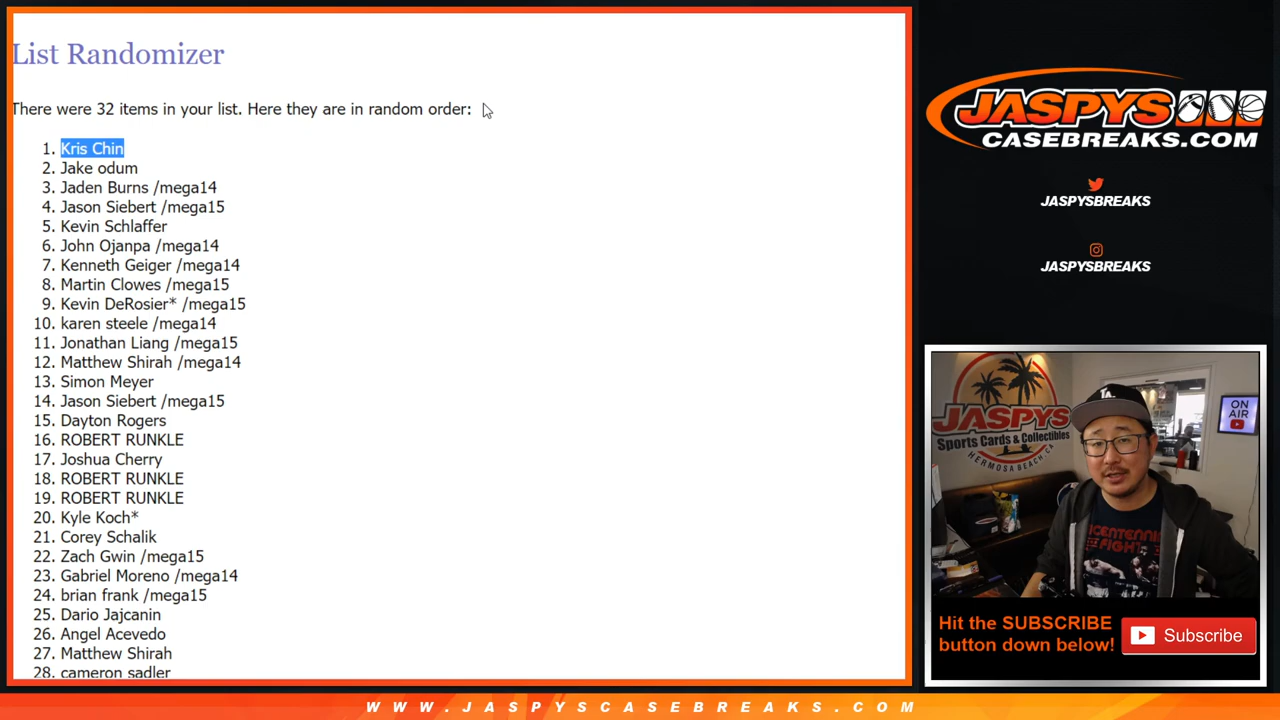 List Randomizer
There were 32 items in your list. Here they are in random order:
1. Kris Chin
2. Jake odum
3. Jaden Burns /mega14
4. Jason Siebert /mega15
5. Kevin Schlaffer
6. John Ojanpa /mega14
7. Kenneth Geiger /mega14
8. Martin Clowes /mega15
9. Kevin DeRosier* /mega15
10. karen steele /mega14
11. Jonathan Liang /mega15
12. Matthew Shirah /mega14
13. Simon Meyer
14. Jason Siebert /mega15
15. Dayton Rogers
16. ROBERT RUNKLE
17. Joshua Cherry
18. ROBERT RUNKLE
19. ROBERT RUNKLE
20. Kyle Koch*
21. Corey Schalik
22. Zach Gwin /mega15
23. Gabriel Moreno /mega14
24. brian frank /mega15
25. Dario Jajcanin
26. Angel Acevedo
27. Matthew Shirah
28. cameron sadler
JASPYS
CASEBREAKS.COM
JASPYSBREAKS
JASPYSBREAKS
JASPYS
Sports Cards & Collectibles
HERMOSA BEACH, CA
LA
ON
AIR
ICENTENNI
FIGHT
Hit the SUBSCRIBE
button down below!
Subscribe
WWW.JASPYSCASEBREAKS.COM